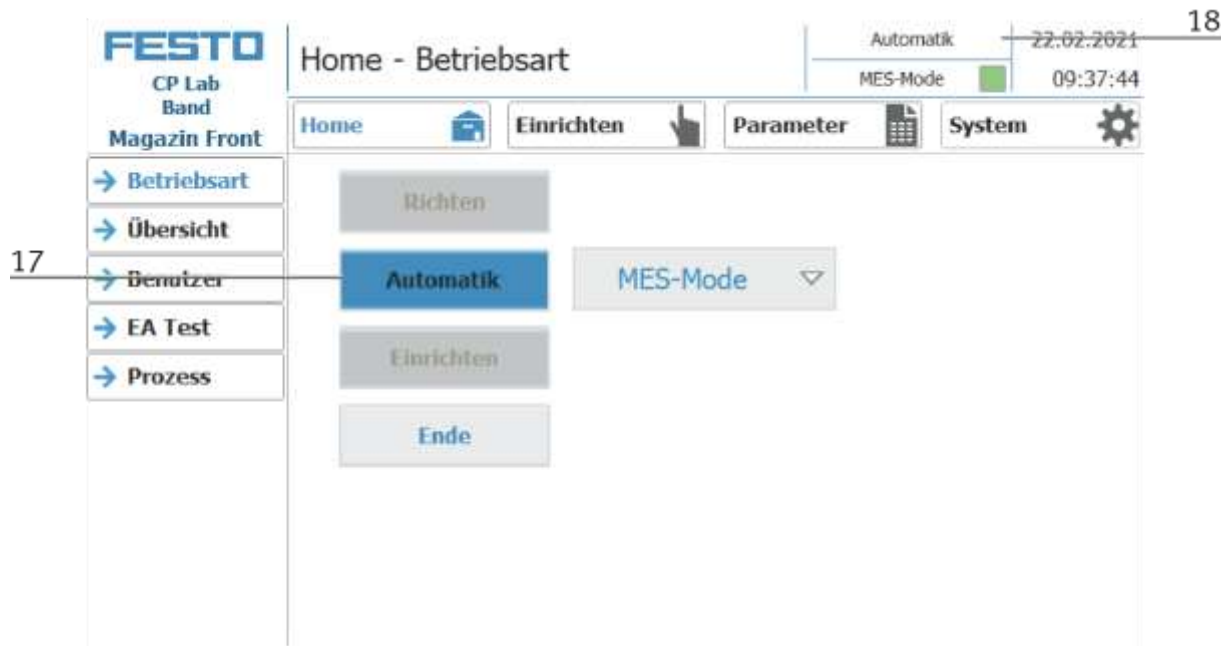 18
FESTO
CP Lab
Band
Magazin Front
Home - Betriebsart
Automatik
22.02.2021
MES-Mode
09:37:44
Home
Einrichten
Parameter
System
Betriebsart
Übersicht
Benutzer
EA Test
Prozess
17
Richten
Automatik
MES-Mode
Einrichten
Ende